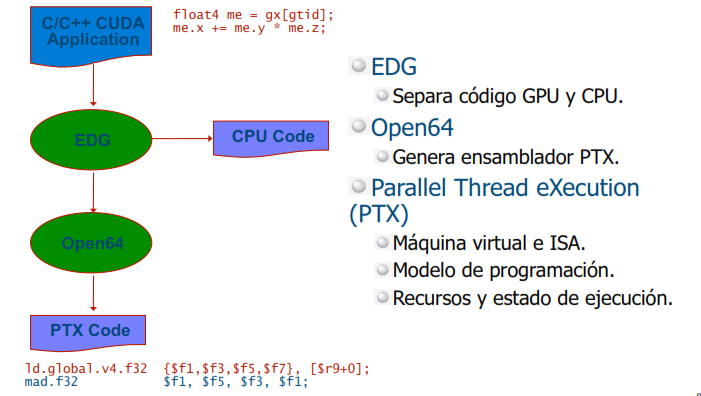 C/C++ CUDA
Application
float4 me = gx[gtid];
me.x += me.y * me.z;
EDG
CPU Code
Open64
PTX Code
ld.global.v4.f32 {$f1,$f3,$f5,$f7}, [$r9+0];
mad.f32 $f1, $f5, $f3, $f1;
EDG
Separa código GPU y CPU.
Open64
Genera ensamblador PTX.
Parallel Thread eXecution
(PTX)
Máquina virtual e ISA.
Modelo de programación.
Recursos y estado de ejecución.